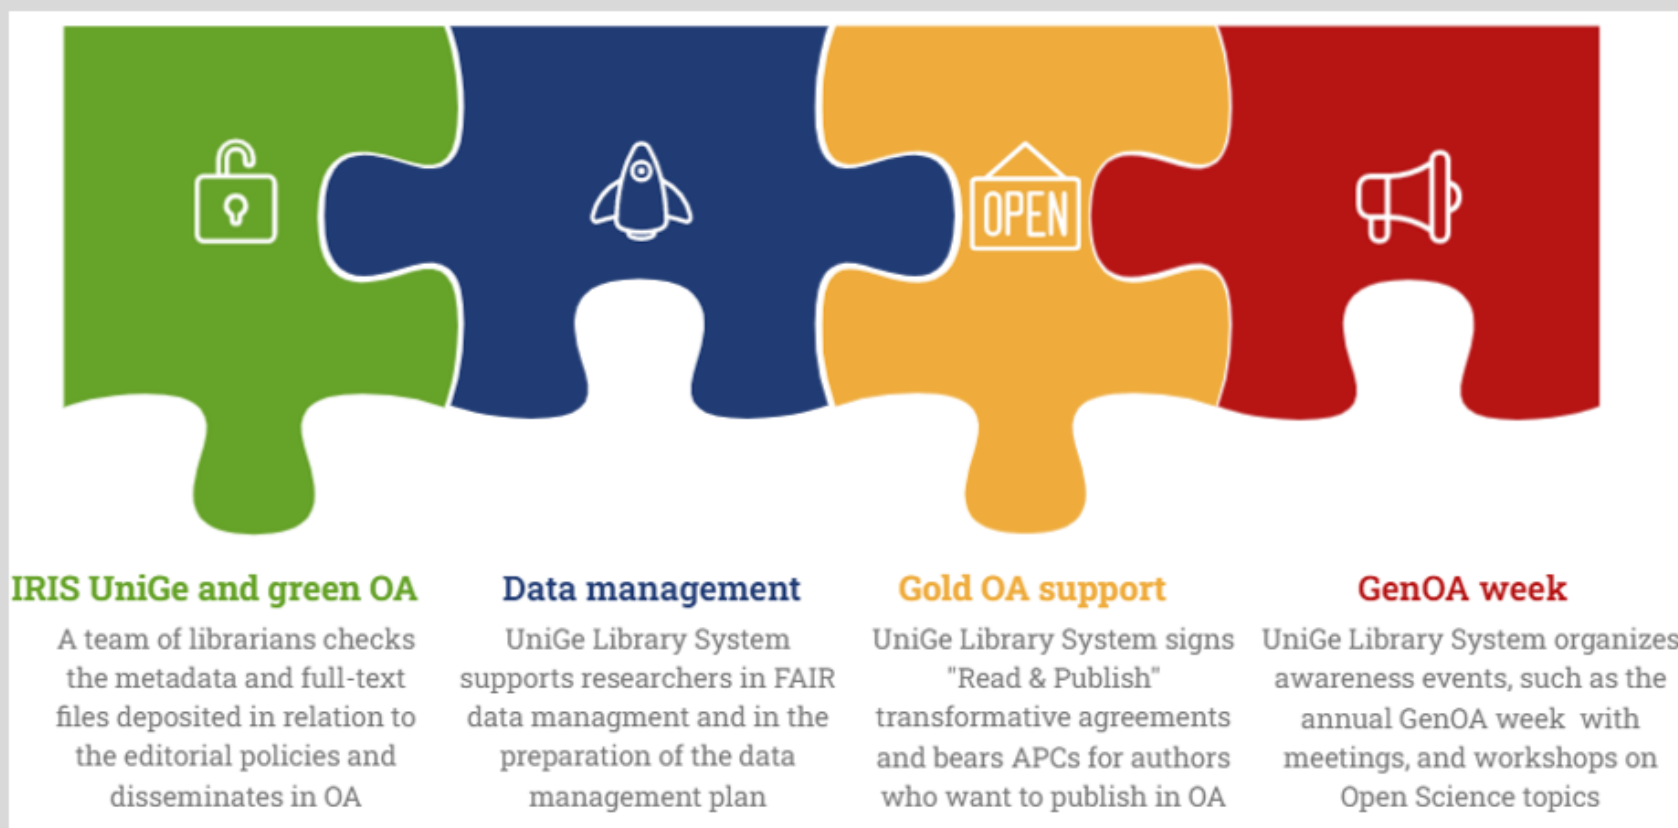 OPEN
IRIS UniGe and green OA
A team of librarians checks
the metadata and full-text
files deposited in relation to
the editorial policies and
disseminates in OA
Data management
UniGe Library System
supports researchers in FAIR
data managment and in the
preparation of the data
management plan
Gold OA support
UniGe Library System signs
"Read & Publish"
transformative agreements
and bears APCs for authors
who want to publish in OA
GenOA week
UniGe Library System organizes
awareness events, such as the
annual GenOA week with
meetings, and workshops on
Open Science topics